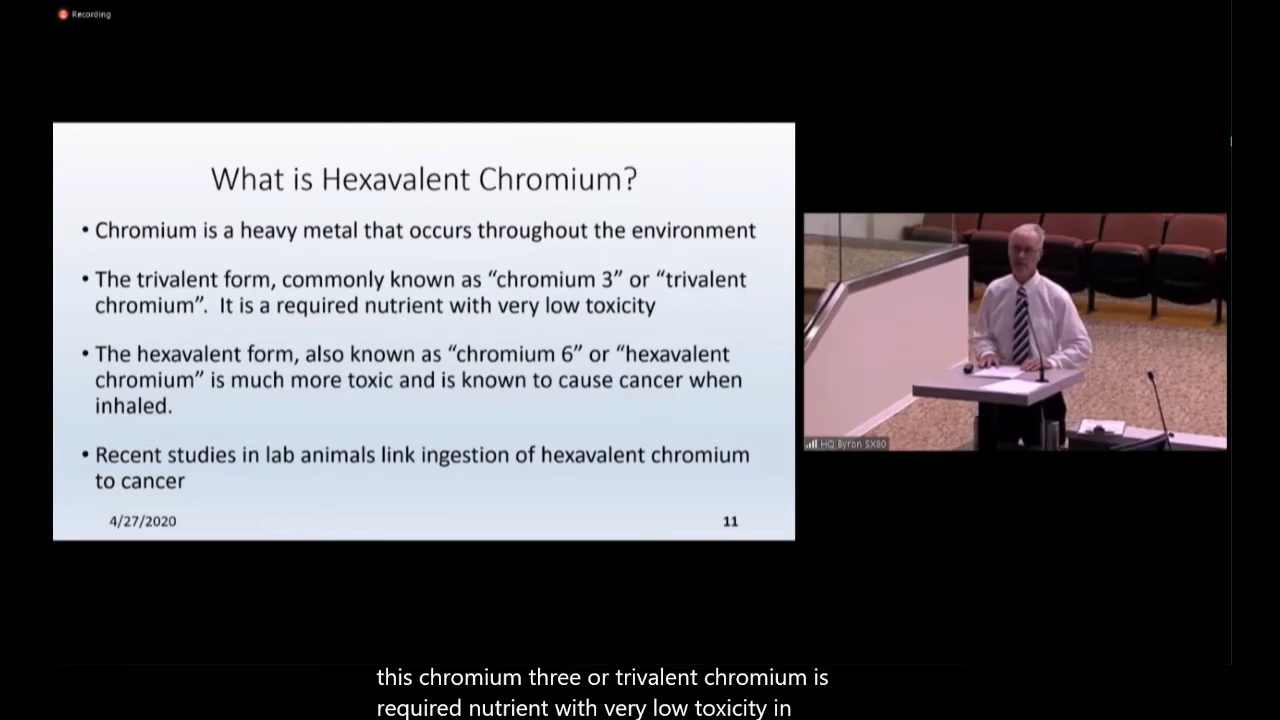 Recording
What is Hexavalent Chromium?
• Chromium is a heavy metal that occurs throughout the environment
• The trivalent form, commonly known as “chromium 3” or “trivalent
chromium”. It is a required nutrient with very low toxicity
• The hexavalent form, also known as “chromium 6” or “hexavalent
chromium” is much more toxic and is known to cause cancer when
inhaled.
• Recent studies in lab animals link ingestion of hexavalent chromium
to cancer
4/27/2020
11
HQ Byron SX80
this chromium three or trivalent chromium is
required nutrient with very low toxicity in